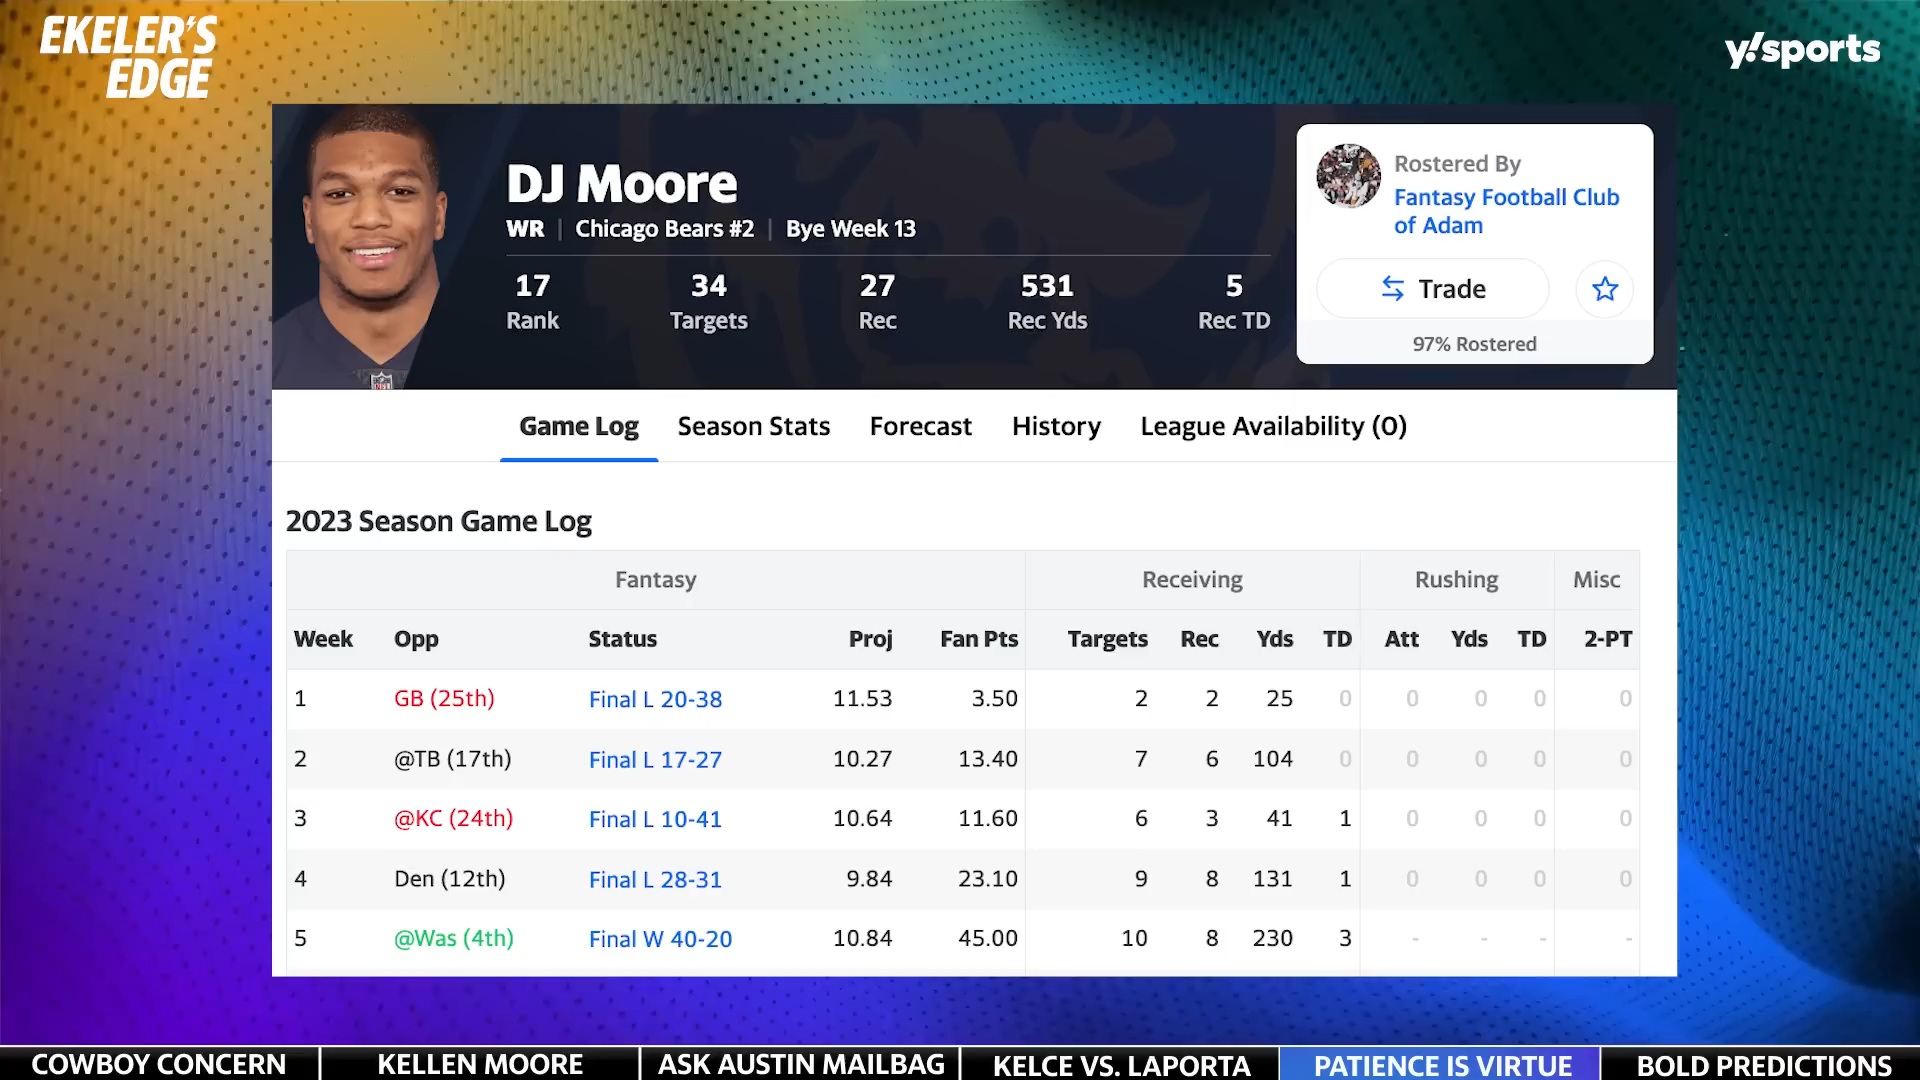 EKELER'S
EDGE
y!sports
DJ Moore
WR | Chicago Bears #2 | Bye Week 13
17 34 27 531 5
Rank Targets Rec Rec Yds Rec TD
Rostered By
Fantasy Football Club
of Adam
Trade
97% Rostered
Game Log Season Stats Forecast History League Availability (0)
2023 Season Game Log
Fantasy Receiving Rushing Misc
Week Opp Status Proj Fan Pts Targets Rec Yds TD Att Yds TD 2-PT
1 GB (25th) Final L 20-38 11.53 3.50 2 2 25 0 0 0 0 0
2 @TB (17th) Final L 17-27 10.27 13.40 7 6 104 0 0 0 0 0
3 @KC (24th) Final L 10-41 10.64 11.60 6 3 41 1 0 0 0 0
4 Den (12th) Final L 28-31 9.84 23.10 9 8 131 1 0 0 0 0
5 @Was (4th) Final W 40-20 10.84 45.00 10 8 230 3 - - - -
COWBOY CONCERN KELLEN MOORE ASK AUSTIN MAILBAG KELCE VS. LAPORTA PATIENCE IS VIRTUE BOLD PREDICTIONS